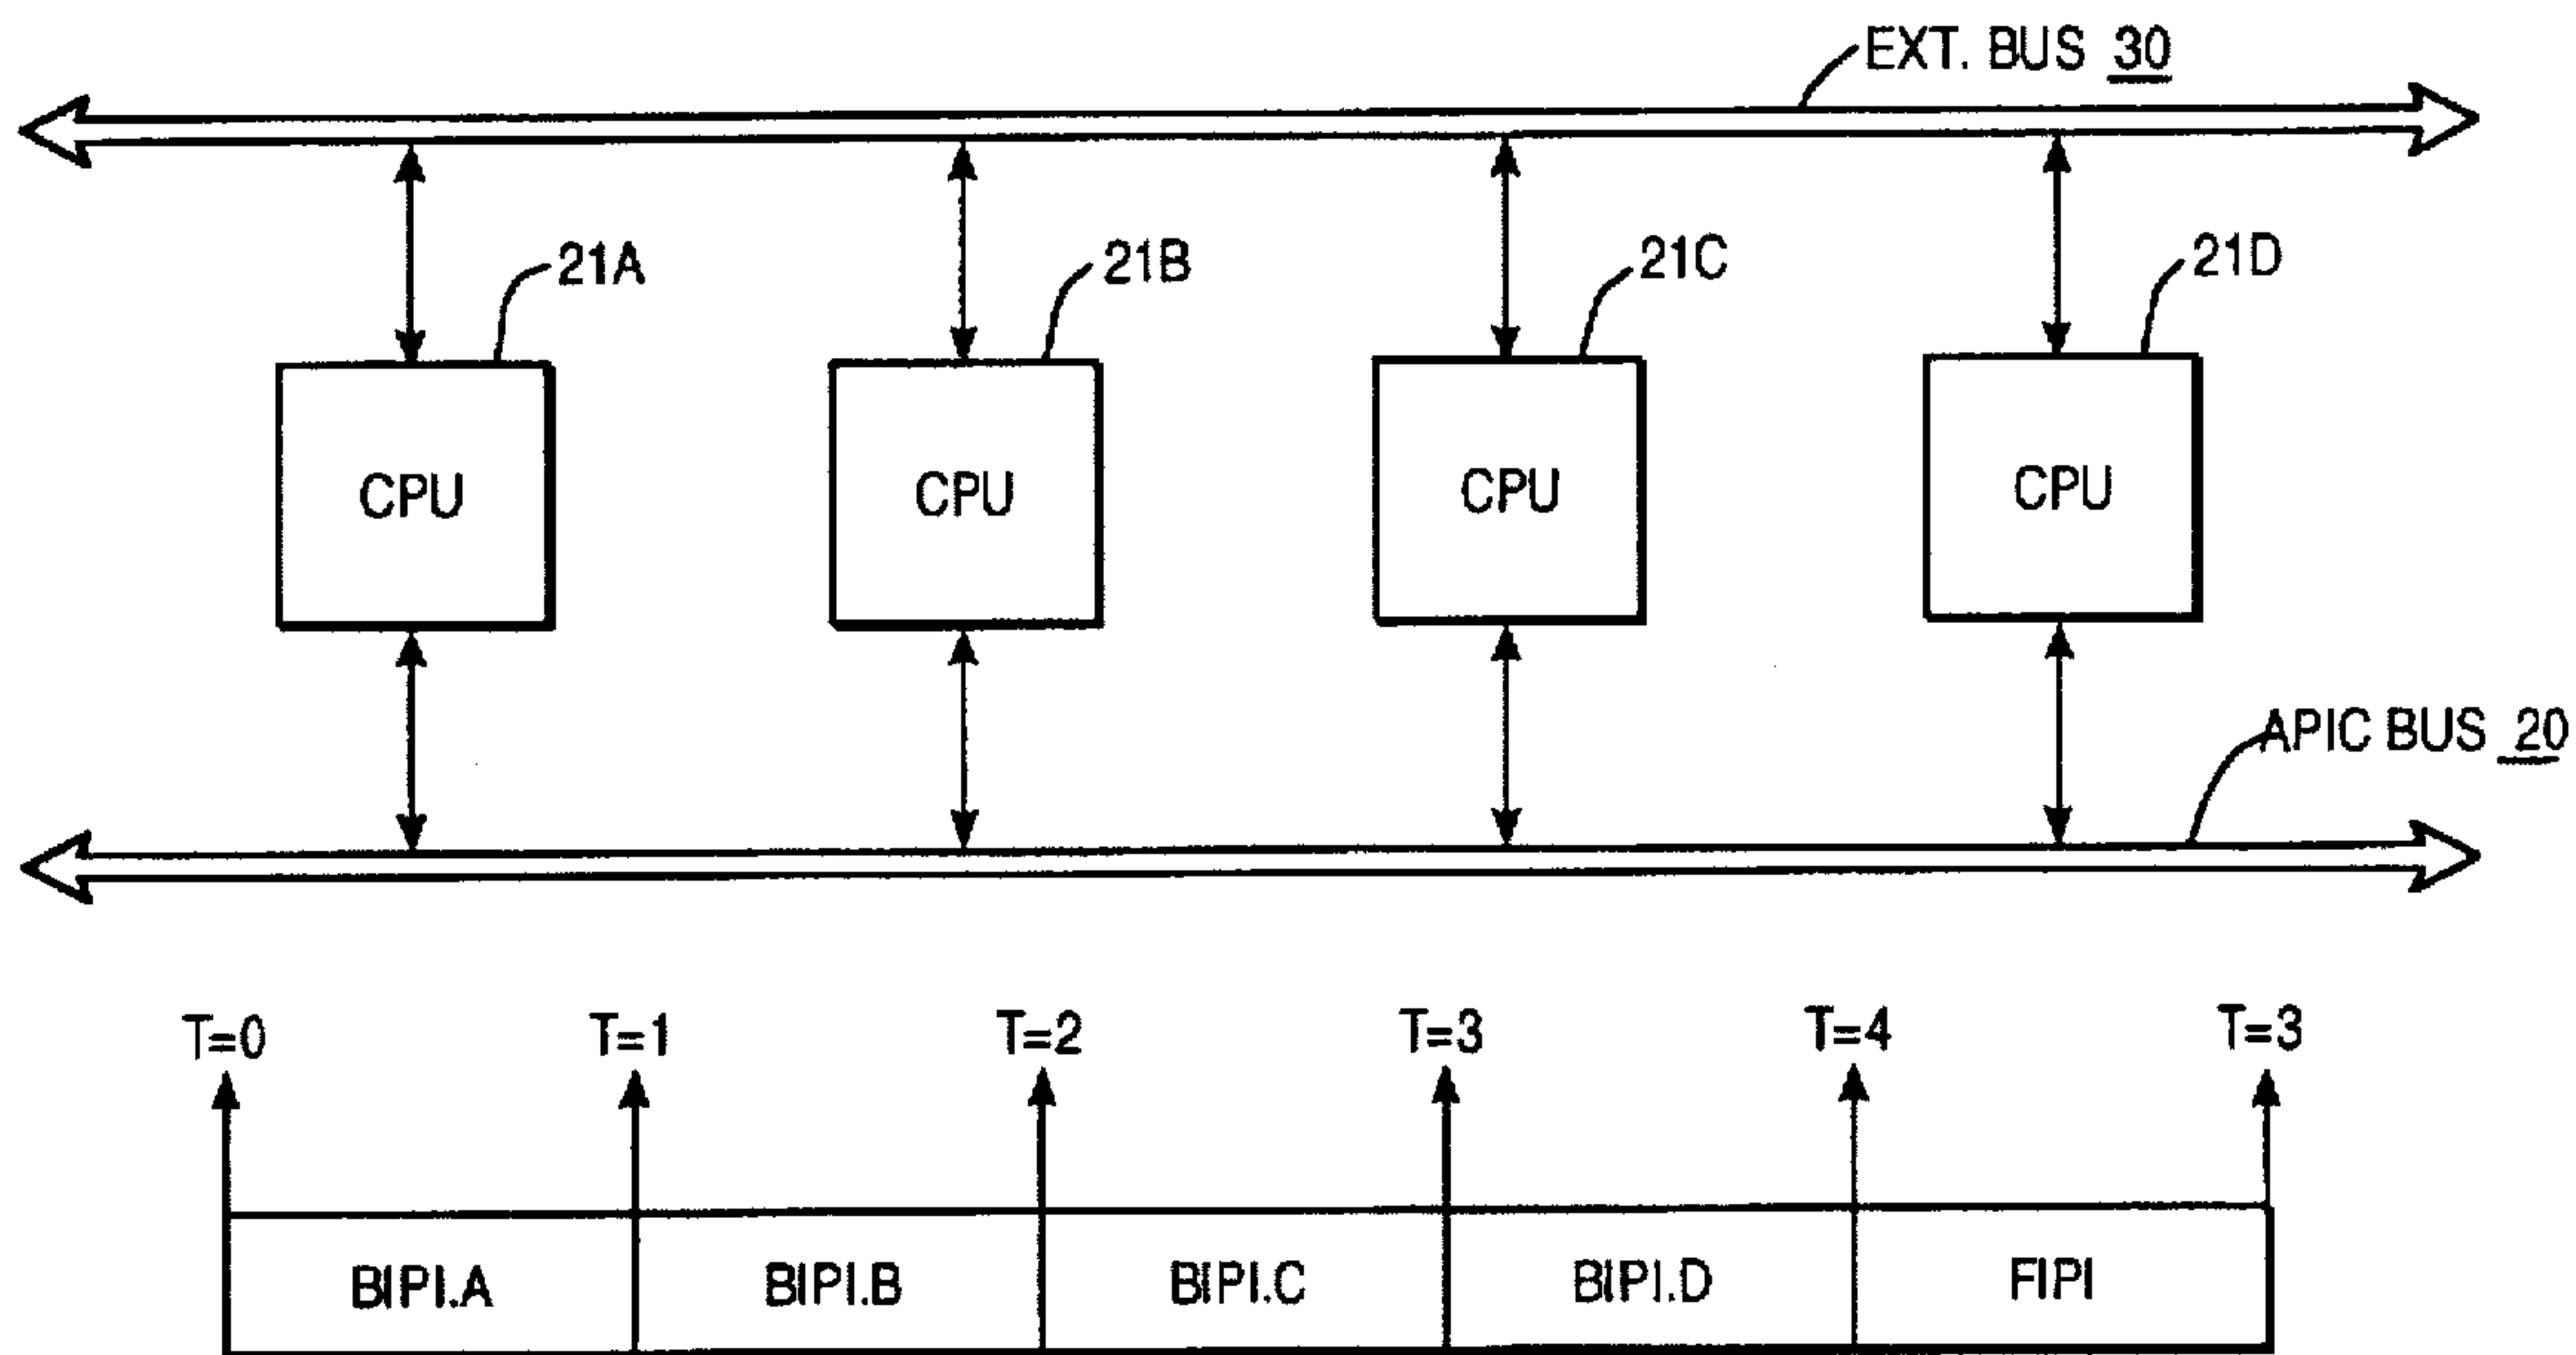 EXT. BUS 30
21A
21B
21C
21D
CPU
CPU
CPU
CPU
APIC BUS 20
T=0
T=1
T=2
T=3
T=4
T=3
BIPI.A
BIPI.B
BIPI.C
BIPI.D
FIPI